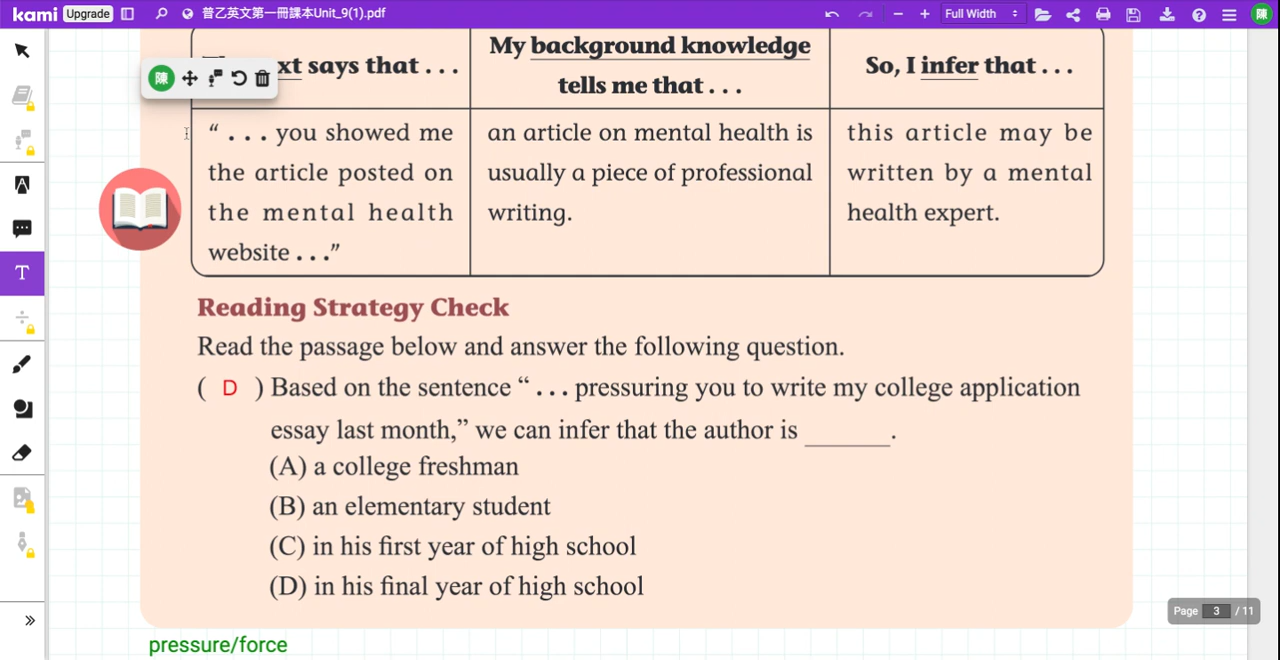 kami Upgrade 普乙英文第一冊課本Unit_9(1).pdf Full Width 陳
陳
xt says that . . .
My background knowledge
tells me that . . .
So, I infer that . . .
“ . . . you showed me
the article posted on
the mental health
website . . .”
an article on mental health is
usually a piece of professional
writing.
this article may be
written by a mental
health expert.
Reading Strategy Check
Read the passage below and answer the following question.
( D ) Based on the sentence “ . . . pressuring you to write my college application
essay last month,” we can infer that the author is ________.
(A) a college freshman
(B) an elementary student
(C) in his first year of high school
(D) in his final year of high school
Page 3 / 11
pressure/force